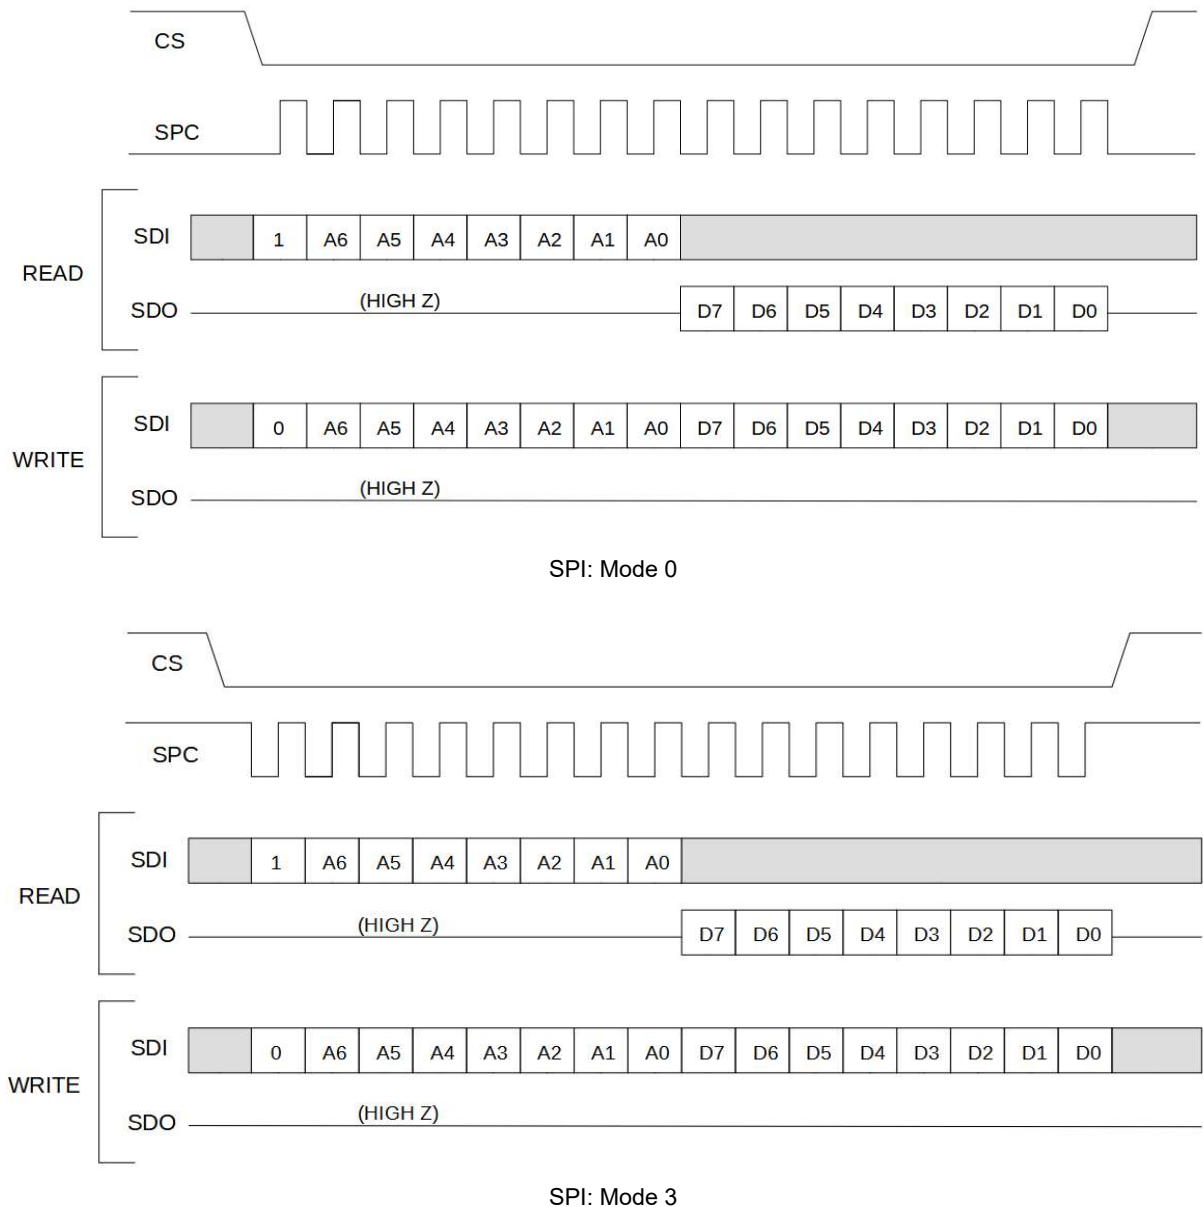 CS
SPC
READ
SDI 1 A6 A5 A4 A3 A2 A1 A0
SDO (HIGH Z) D7 D6 D5 D4 D3 D2 D1 D0
WRITE
SDI 0 A6 A5 A4 A3 A2 A1 A0 D7 D6 D5 D4 D3 D2 D1 D0
SDO (HIGH Z)
SPI: Mode 0
CS
SPC
READ
SDI 1 A6 A5 A4 A3 A2 A1 A0
SDO (HIGH Z) D7 D6 D5 D4 D3 D2 D1 D0
WRITE
SDI 0 A6 A5 A4 A3 A2 A1 A0 D7 D6 D5 D4 D3 D2 D1 D0
SDO (HIGH Z)
SPI: Mode 3